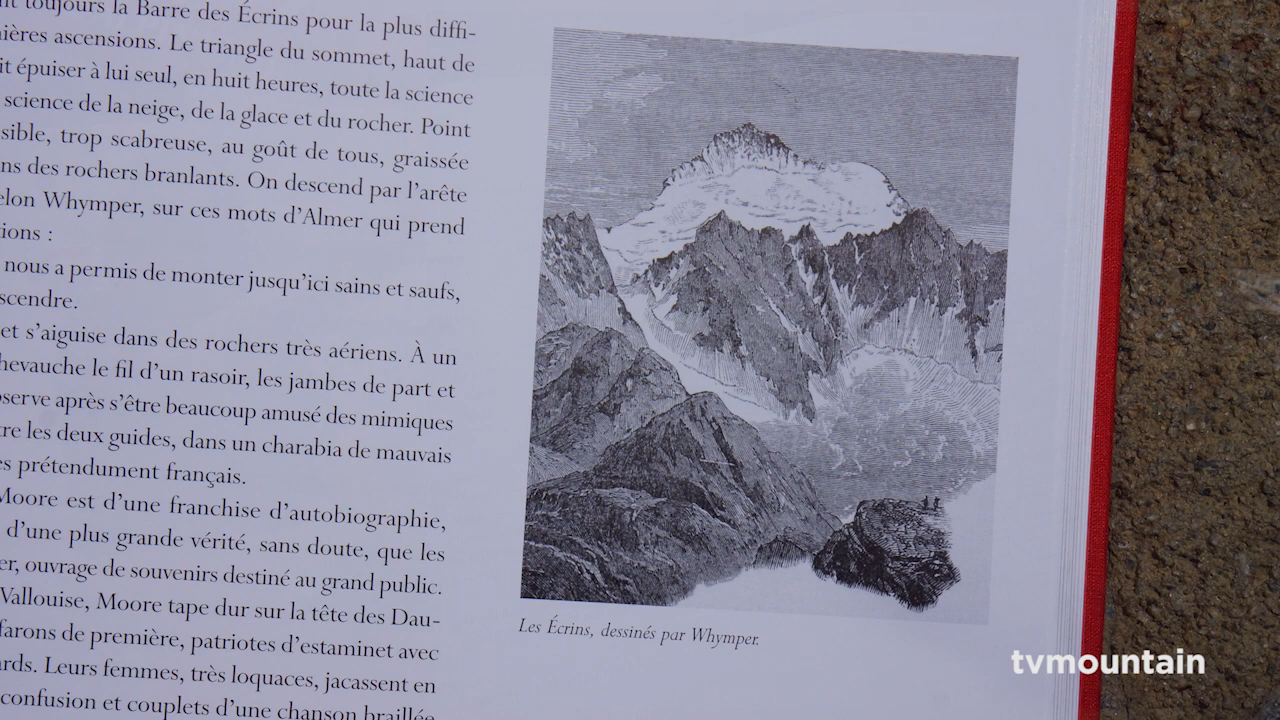 toujours la Barre des Écrins pour la plus diffi-
ascensions. Le triangle du sommet, haut de
épuiser à lui seul, en huit heures, toute la science
science de la neige, de la glace et du rocher. Point
sible, trop scabreuse, au goût de tous, graissée
ns des rochers branlants. On descend par l'arête
elon Whymper, sur ces mots d'Almer qui prend
ions :
nous a permis de monter jusqu'ici sains et saufs,
scendre.
et s'aiguise dans des rochers très aériens. À un
hevauche le fil d'un rasoir, les jambes de part et
serve après s'être beaucoup amusé des mimiques
tre les deux guides, dans un charabia de mauvais
es prétendument français.
Moore est d'une franchise d'autobiographie,
d'une plus grande vérité, sans doute, que les
er, ouvrage de souvenirs destiné au grand public.
Vallouise, Moore tape dur sur la tête des Dau-
farons de première, patriotes d'estaminet avec
ards. Leurs femmes, très loquaces, jacassent en
confusion et couplets d'une chanson braillée
Les Écrins, dessinés par Whymper.
tvmountain